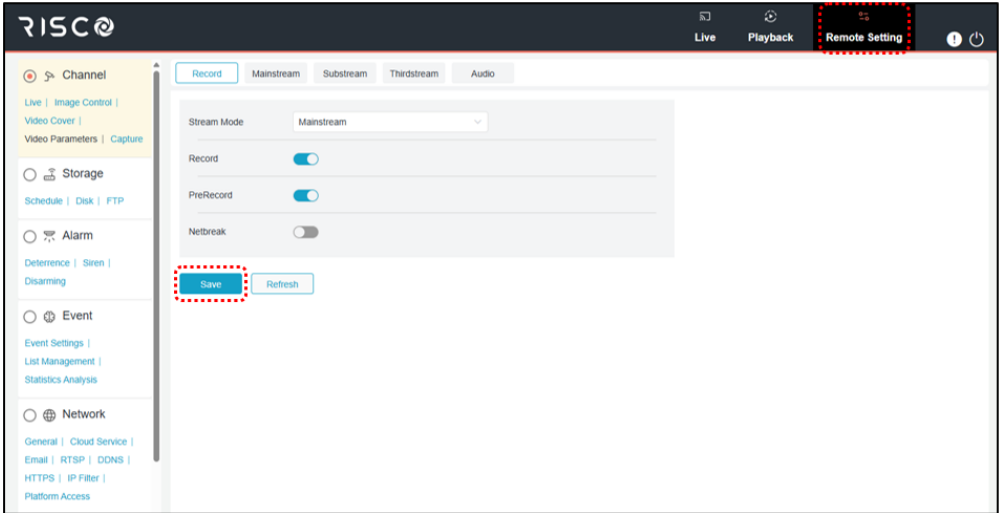 RISCO
Live
Playback
Remote Setting
Channel
Live | Image Control |
Video Cover |
Video Parameters | Capture
Storage
Schedule | Disk | FTP
Alarm
Deterrence | Siren |
Disarming
Event
Event Settings |
List Management |
Statistics Analysis
Network
General | Cloud Service |
Email | RTSP | DDNS |
HTTPS | IP Filter |
Platform Access
Record Mainstream Substream Thirdstream Audio
Stream Mode Mainstream
Record
PreRecord
Netbreak
Save Refresh